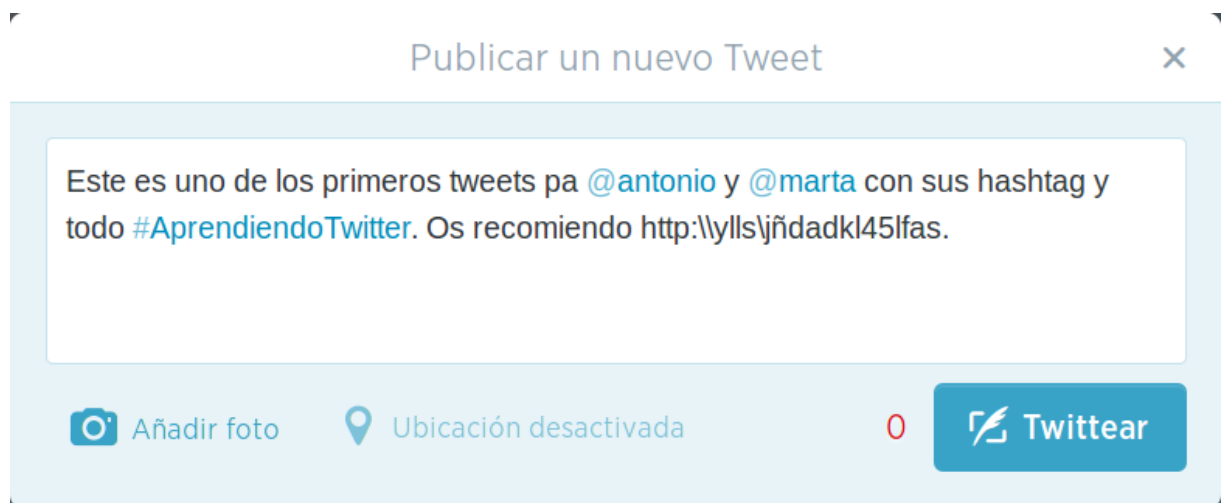 Publicar un nuevo Tweet
Este es uno de los primeros tweets pa @antonio y @marta con sus hashtag y
todo #AprendiendoTwitter. Os recomiendo http:\\ylls\jñdadkl45lfas.
Añadir foto
Ubicación desactivada
0
Twittear